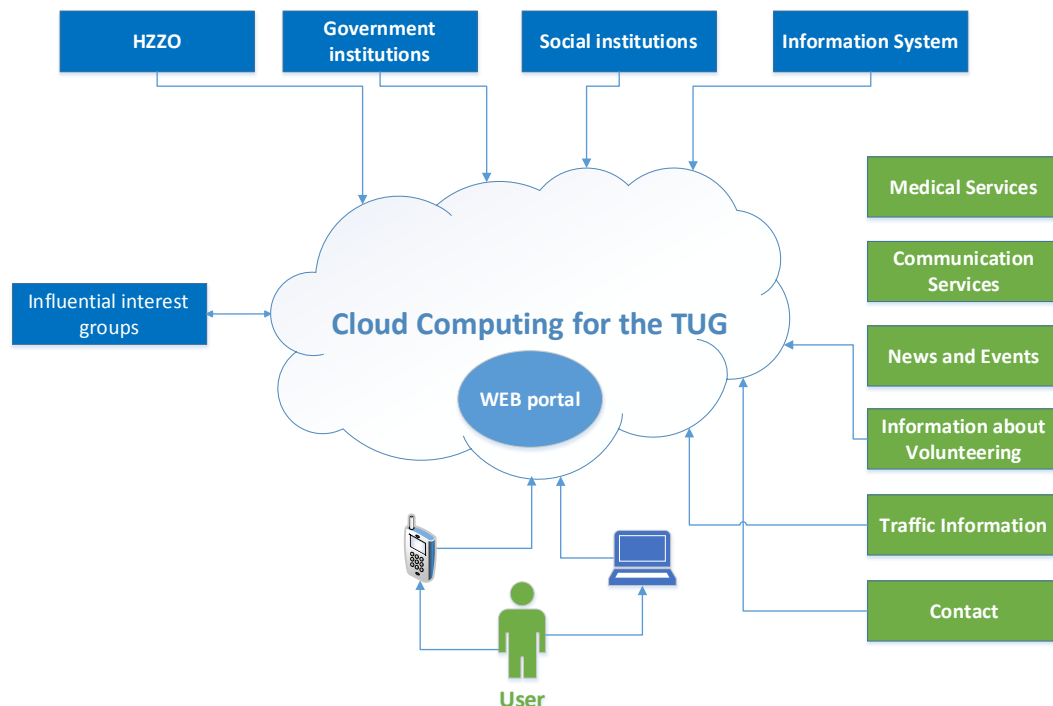 HZZO
Government
institutions
Social institutions
Information System
Medical Services
Communication
Services
Influential interest
groups
Cloud Computing for the TUG
News and Events
WEB portal
Information about
Volunteering
Traffic Information
Contact
User